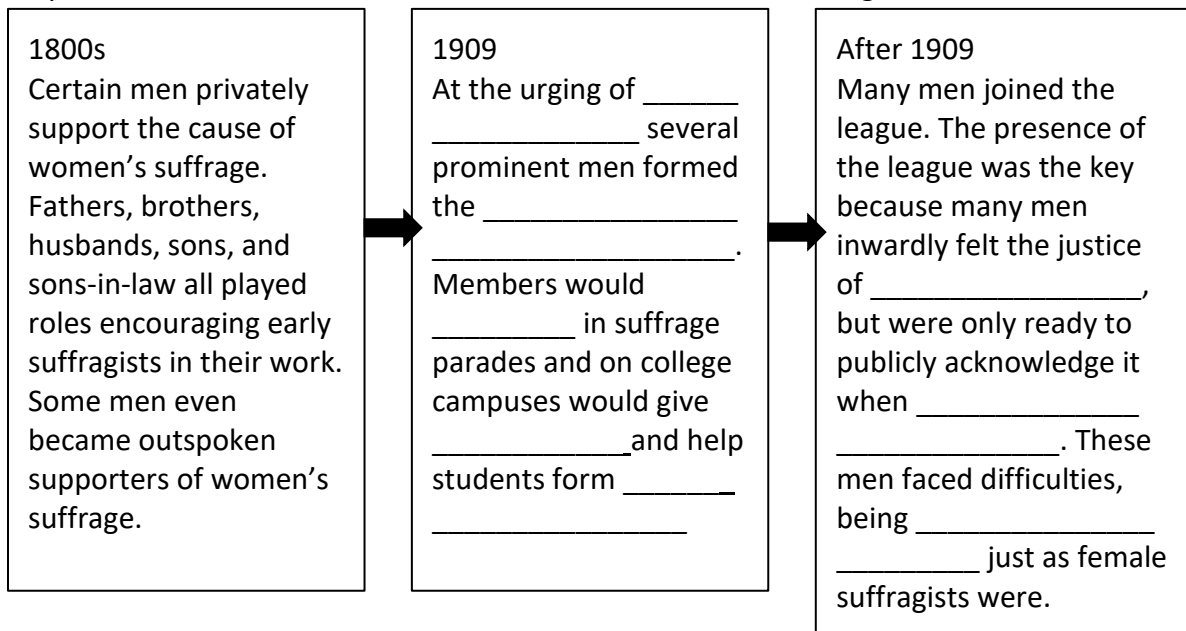 1800s
Certain men privately
support the cause of
women’s suffrage.
Fathers, brothers,
husbands, sons, and
sons-in-law all played
roles encouraging early
suffragists in their work.
Some men even
became outspoken
supporters of women’s
suffrage.
1909
At the urging of ______
_____________ several
prominent men formed
the ________________
___________________.
Members would
_________ in suffrage
parades and on college
campuses would give
_____________and help
students form _______
________________
After 1909
Many men joined the
league. The presence of
the league was the key
because many men
inwardly felt the justice
of _________________,
but were only ready to
publicly acknowledge it
when ______________
______________. These
men faced difficulties,
being _______________
_________ just as female
suffragists were.